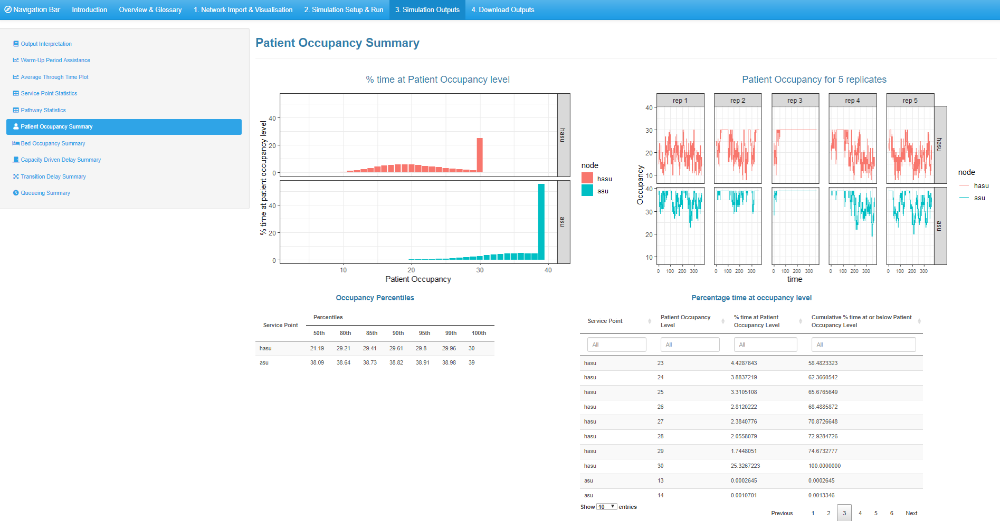 Navigation Bar Introduction Overview & Glossary 1. Network Import & Visualisation 2. Simulation Setup & Run 3. Simulation Outputs 4. Download Outputs
Output Interpretation
Warm-Up Period Assistance
Average Through Time Plot
Service Point Statistics
Pathway Statistics
Patient Occupancy Summary
Bed Occupancy Summary
Capacity Driven Delay Summary
Transition Delay Summary
Queueing Summary
Patient Occupancy Summary
% time at Patient Occupancy level
% time at patient occupancy level
40
20
0
hasu
40
20
0
asu
10 20 30 40
Patient Occupancy
node
hasu
asu
Patient Occupancy for 5 replicates
rep 1 rep 2 rep 3 rep 4 rep 5
Occupancy
40
30
20
10
hasu
40
30
20
10
asu
0 100 200 300 0 100 200 300 0 100 200 300 0 100 200 300 0 100 200 300
time
node
hasu
asu
Occupancy Percentiles
Service Point Percentiles
50th 80th 85th 90th 95th 99th 100th
hasu 21.19 29.21 29.41 29.61 29.8 29.96 30
asu 38.09 38.64 38.73 38.82 38.91 38.98 39
Percentage time at occupancy level
Service Point Patient Occupancy Level % time at Patient Occupancy Level Cumulative % time at or below Patient Occupancy Level
All All All All
hasu 23 4.4287643 58.4823323
hasu 24 3.8837219 62.3660542
hasu 25 3.3105108 65.6765649
hasu 26 2.8120222 68.4885872
hasu 27 2.3840776 70.8726648
hasu 28 2.0558079 72.9284726
hasu 29 1.7448051 74.6732777
hasu 30 25.3267223 100.0000000
asu 13 0.0002645 0.0002645
asu 14 0.0010701 0.0013346
Show 10 entries
Previous 1 2 3 4 5 6 Next